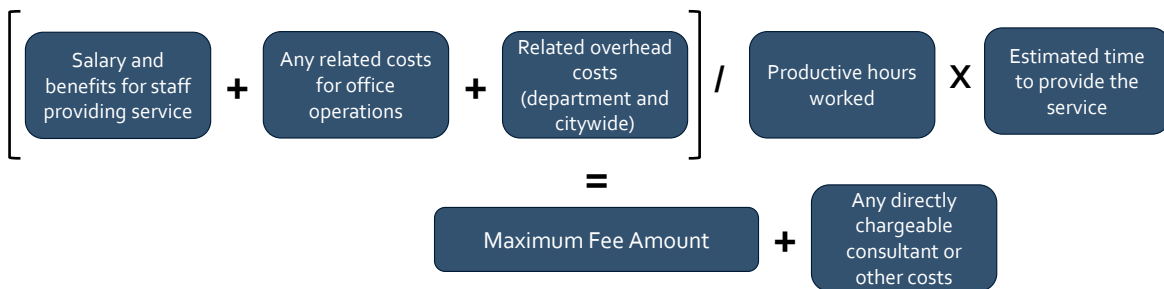 Salary and
benefits for staff
providing service
+
Any related costs
for office
operations
+
Related overhead
costs
(department and
citywide)
/
Productive hours
worked
X
Estimated time
to provide the
service
=
Maximum Fee Amount
+
Any directly
chargeable
consultant or
other costs